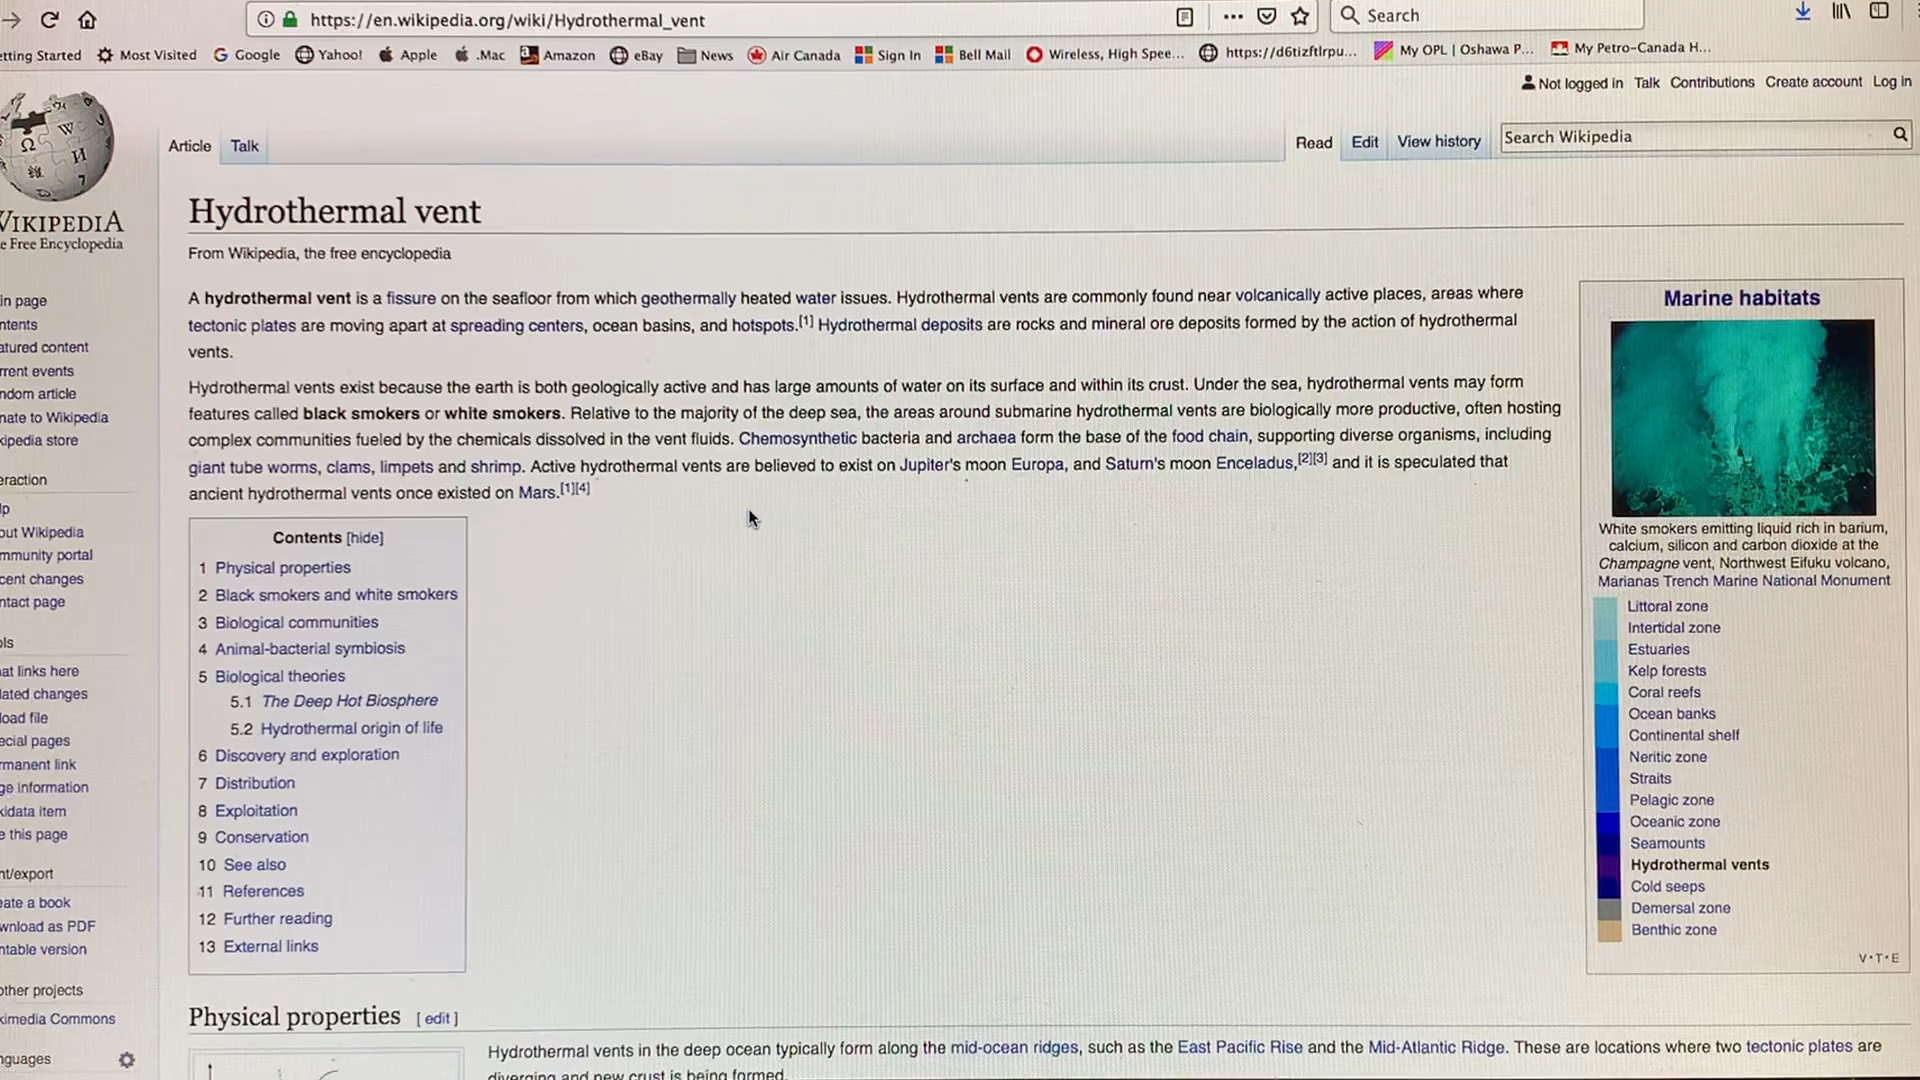 https://en.wikipedia.org/wiki/Hydrothermal_vent
Search
Getting Started Most Visited Google Yahoo! Apple .Mac Amazon eBay News Air Canada Sign In Bell Mail Wireless, High Spee... https://d6tizftlrpu... My OPL | Oshawa P... My Petro-Canada H...
Not logged in Talk Contributions Create account Log in
Article Talk
Read Edit View history Search Wikipedia
WIKIPEDIA
e Free Encyclopedia
Hydrothermal vent
From Wikipedia, the free encyclopedia
A hydrothermal vent is a fissure on the seafloor from which geothermally heated water issues. Hydrothermal vents are commonly found near volcanically active places, areas where
tectonic plates are moving apart at spreading centers, ocean basins, and hotspots.[1] Hydrothermal deposits are rocks and mineral ore deposits formed by the action of hydrothermal
vents.
Hydrothermal vents exist because the earth is both geologically active and has large amounts of water on its surface and within its crust. Under the sea, hydrothermal vents may form
features called black smokers or white smokers. Relative to the majority of the deep sea, the areas around submarine hydrothermal vents are biologically more productive, often hosting
complex communities fueled by the chemicals dissolved in the vent fluids. Chemosynthetic bacteria and archaea form the base of the food chain, supporting diverse organisms, including
giant tube worms, clams, limpets and shrimp. Active hydrothermal vents are believed to exist on Jupiter's moon Europa, and Saturn's moon Enceladus,[2][3] and it is speculated that
ancient hydrothermal vents once existed on Mars.[1][4]
Contents [hide]
1 Physical properties
2 Black smokers and white smokers
3 Biological communities
4 Animal-bacterial symbiosis
5 Biological theories
5.1 The Deep Hot Biosphere
5.2 Hydrothermal origin of life
6 Discovery and exploration
7 Distribution
8 Exploitation
9 Conservation
10 See also
11 References
12 Further reading
13 External links
Marine habitats
White smokers emitting liquid rich in barium,
calcium, silicon and carbon dioxide at the
Champagne vent, Northwest Eifuku volcano,
Marianas Trench Marine National Monument
Littoral zone
Intertidal zone
Estuaries
Kelp forests
Coral reefs
Ocean banks
Continental shelf
Neritic zone
Straits
Pelagic zone
Oceanic zone
Seamounts
Hydrothermal vents
Cold seeps
Demersal zone
Benthic zone
V·T·E
in page
ntents
atured content
rrent events
ndom article
nate to Wikipedia
kipedia store
eraction
lp
out Wikipedia
mmunity portal
cent changes
ntact page
ols
at links here
lated changes
load file
ecial pages
rmanent link
ge information
kidata item
e this page
nt/export
eate a book
wnload as PDF
ntable version
other projects
kimedia Commons
nguages
Physical properties [ edit ]
Hydrothermal vents in the deep ocean typically form along the mid-ocean ridges, such as the East Pacific Rise and the Mid-Atlantic Ridge. These are locations where two tectonic plates are
diverging and new crust is being formed.